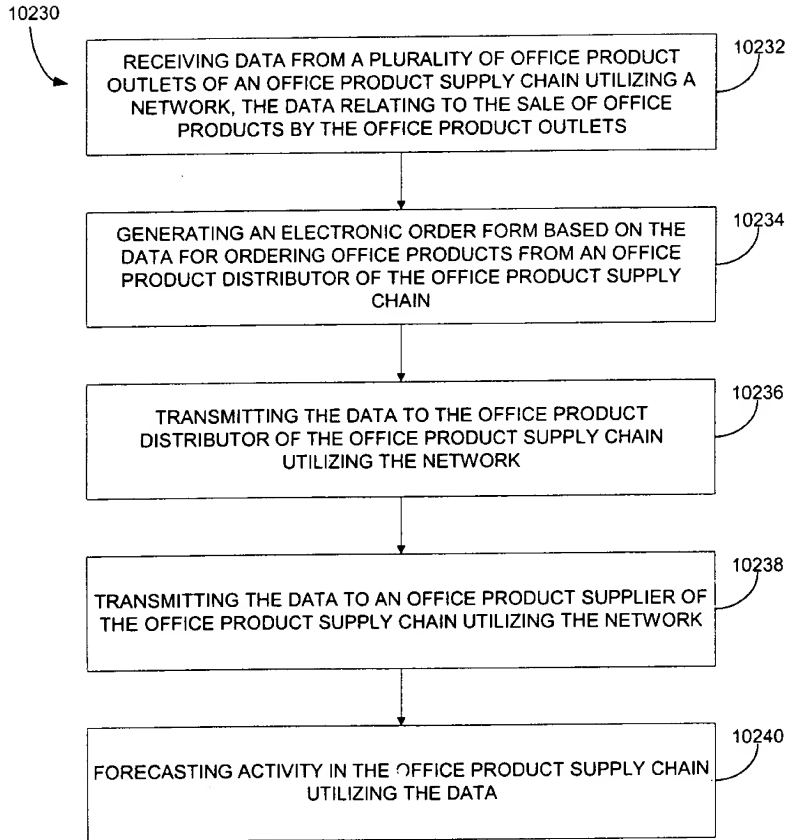 10230
RECEIVING DATA FROM A PLURALITY OF OFFICE PRODUCT
OUTLETS OF AN OFFICE PRODUCT SUPPLY CHAIN UTILIZING A
NETWORK, THE DATA RELATING TO THE SALE OF OFFICE
PRODUCTS BY THE OFFICE PRODUCT OUTLETS
10232
GENERATING AN ELECTRONIC ORDER FORM BASED ON THE
DATA FOR ORDERING OFFICE PRODUCTS FROM AN OFFICE
PRODUCT DISTRIBUTOR OF THE OFFICE PRODUCT SUPPLY
CHAIN
10234
TRANSMITTING THE DATA TO THE OFFICE PRODUCT
DISTRIBUTOR OF THE OFFICE PRODUCT SUPPLY CHAIN
UTILIZING THE NETWORK
10236
TRANSMITTING THE DATA TO AN OFFICE PRODUCT SUPPLIER OF
THE OFFICE PRODUCT SUPPLY CHAIN UTILIZING THE NETWORK
10238
FORECASTING ACTIVITY IN THE OFFICE PRODUCT SUPPLY CHAIN
UTILIZING THE DATA
10240